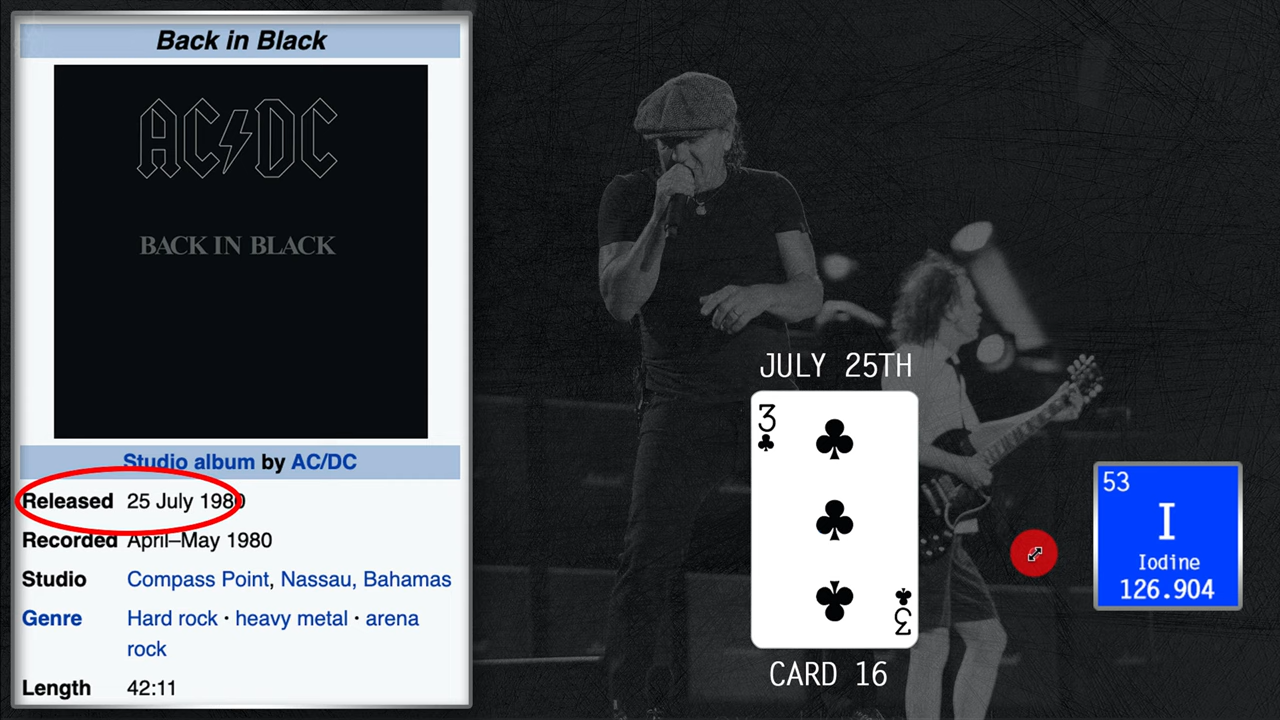 Back in Black
AC/DC
BACK IN BLACK
Studio album by AC/DC
Released 25 July 1980
Recorded April–May 1980
Studio Compass Point, Nassau, Bahamas
Genre Hard rock · heavy metal · arena
rock
Length 42:11
JULY 25TH
3
3
CARD 16
53
I
Iodine
126.904